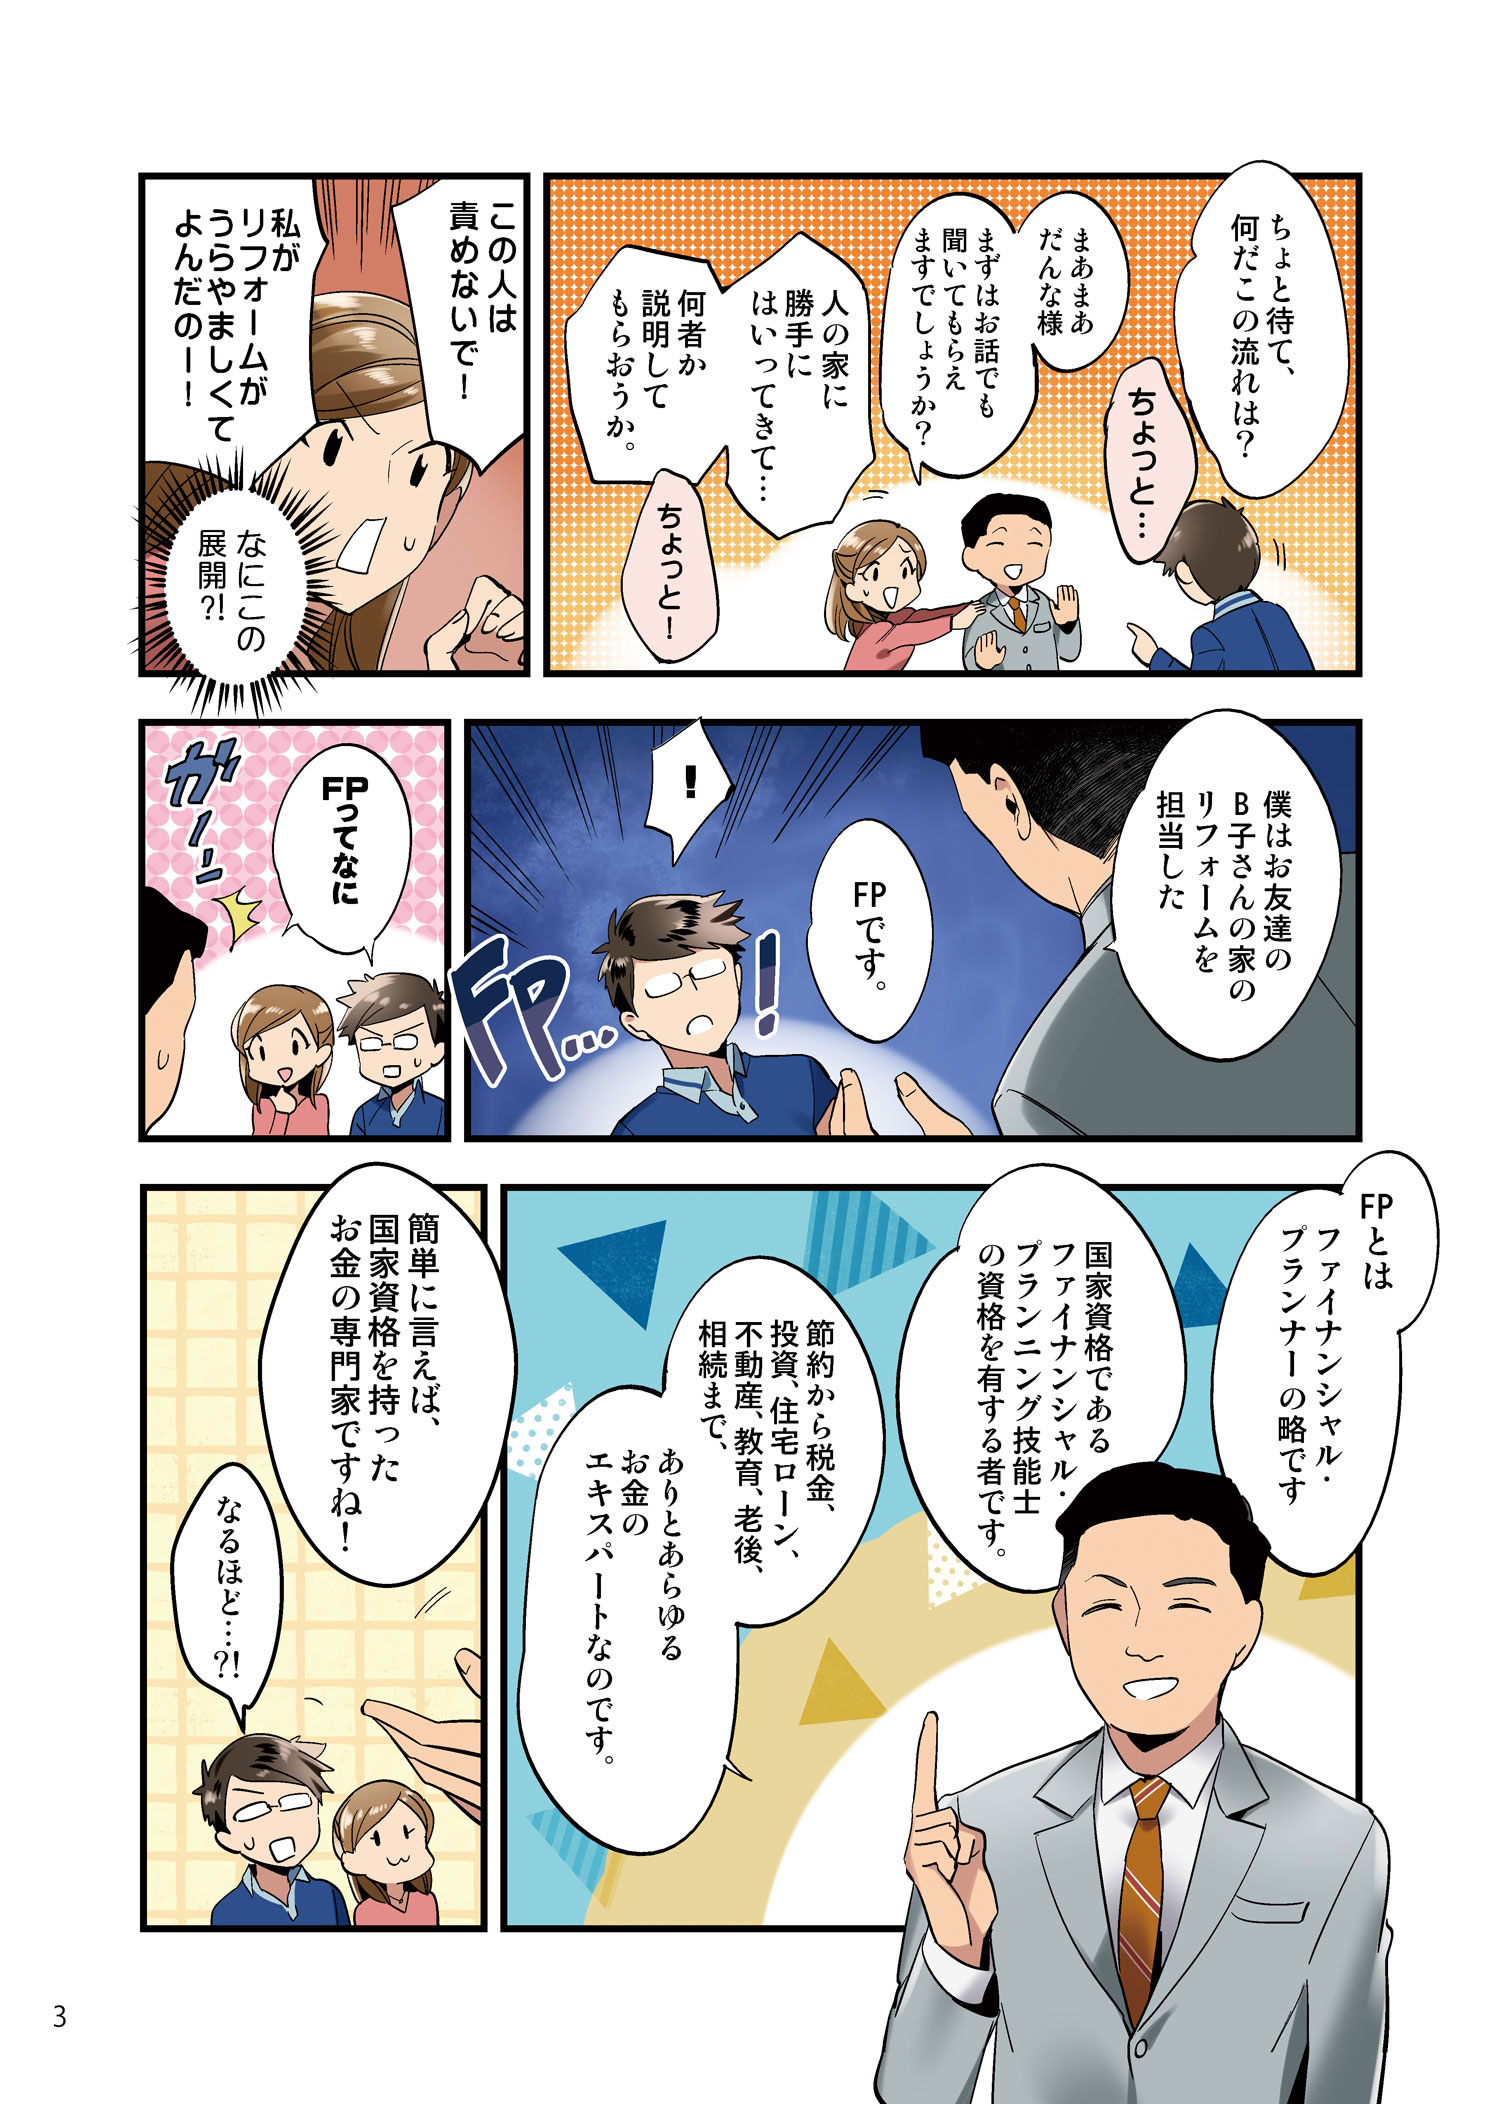 ちょと待て、
何だこの流れは?
ちょっと…
まあまあ
だんな様
まずはお話でも
聞いてもらえ
ますでしょうか?
人の家に
勝手に
はいってきて…
何者か
説明して
もらおうか。
ちょっと!
この人は
責めないで!
私が
リフォームが
うらやましくて
よんだのー!
なにこの
展開?!
僕はお友達の
B子さんの家の
リフォームを
担当した
FPです。
!
FP…!
FPってなに
ガーン
FPとは
ファイナンシャル・
プランナーの略です
国家資格である
ファイナンシャル・
プランニング技能士
の資格を有する者です。
節約から税金、
投資、住宅ローン、
不動産、教育、老後、
相続まで、
ありとあらゆる
お金の
エキスパートなのです。
簡単に言えば、
国家資格を持った
お金の専門家ですね!
なるほど…?!
3